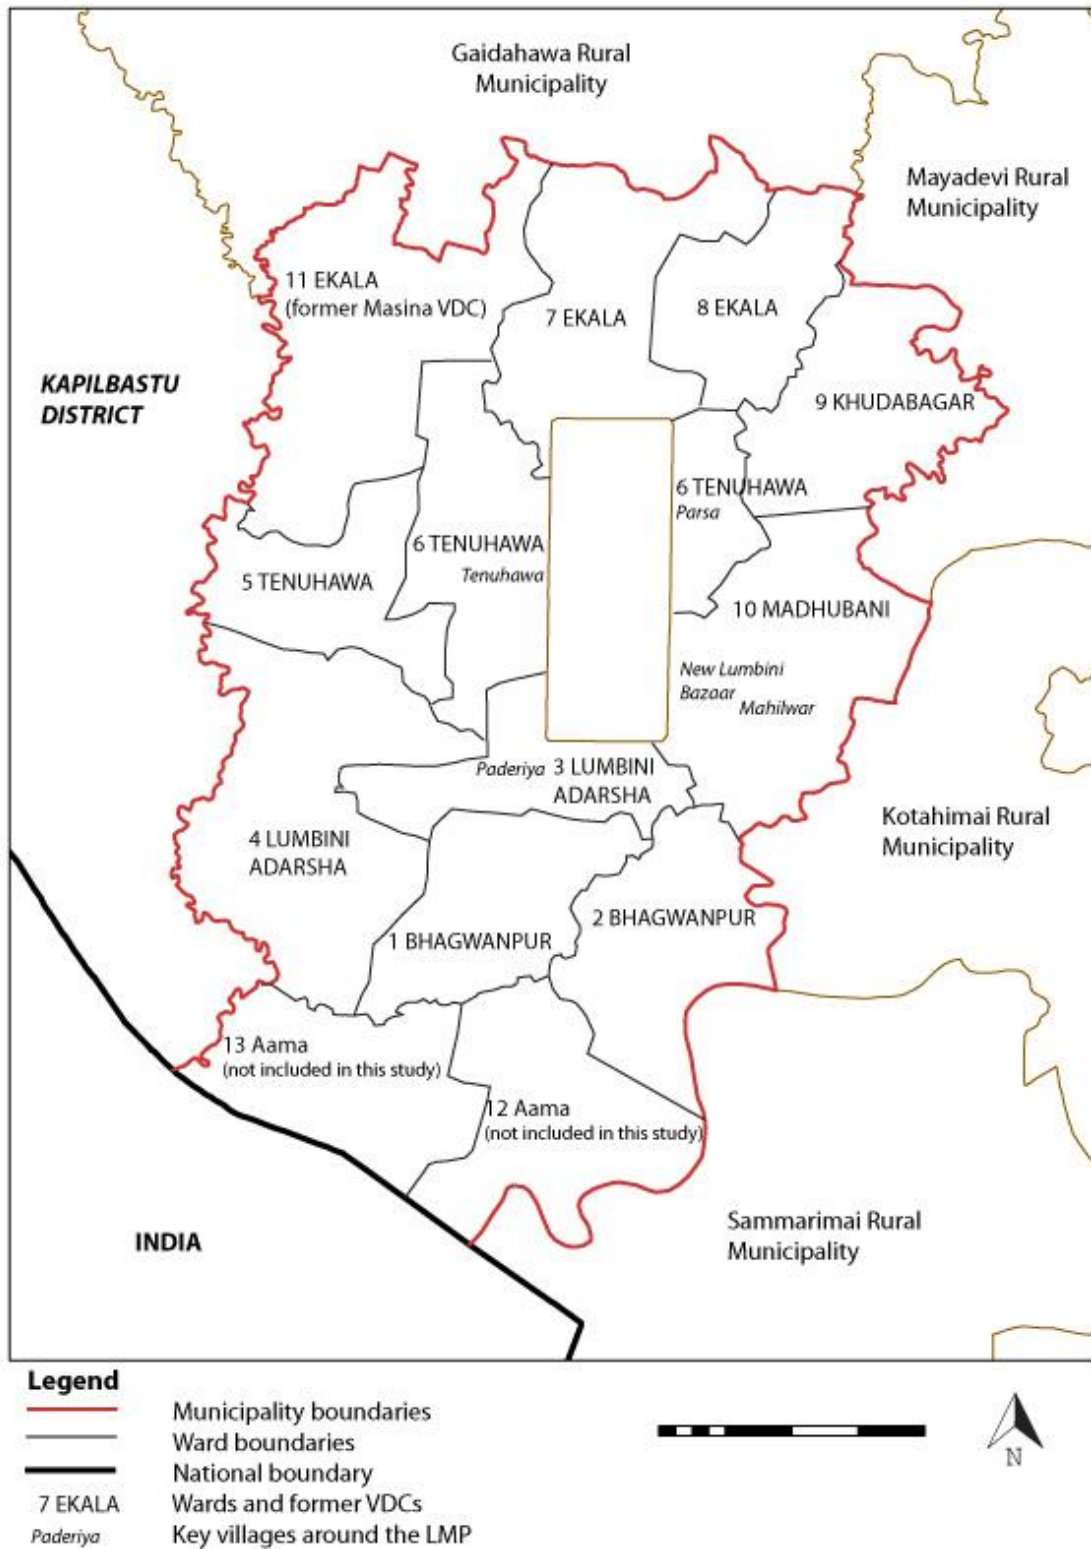 Gaidahawa Rural
Municipality
Mayadevi Rural
Municipality
11 EKALA
(former Masina VDC)
7 EKALA
8 EKALA
KAPILBASTU
DISTRICT
9 KHUDABAGAR
6 TENUHAWA
Parsa
6 TENUHAWA
Tenuhawa
5 TENUHAWA
10 MADHUBANI
New Lumbini
Bazaar
Mahilwar
Paderiya
3 LUMBINI
ADARSHA
4 LUMBINI
ADARSHA
Kotahimai Rural
Municipality
1 BHAGWANPUR
2 BHAGWANPUR
13 Aama
(not included in this study)
12 Aama
(not included in this study)
INDIA
Sammarimai Rural
Municipality
Legend
Municipality boundaries
Ward boundaries
National boundary
7 EKALA Wards and former VDCs
Paderiya Key villages around the LMP
N